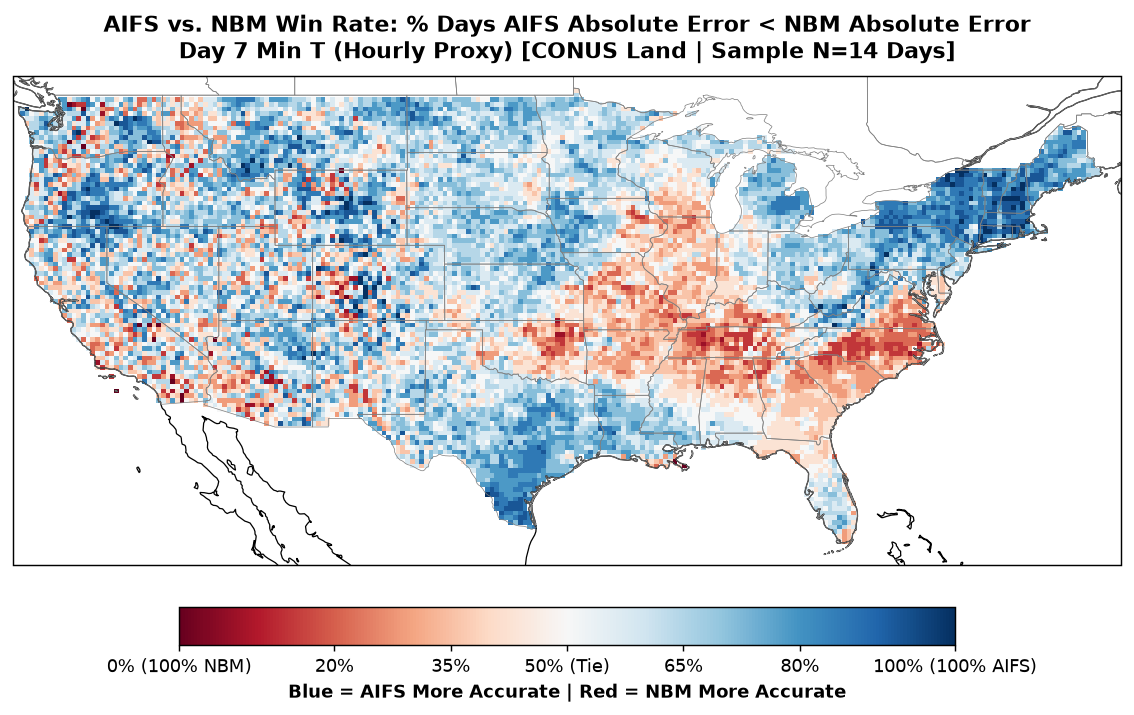 AIFS vs. NBM Win Rate: % Days AIFS Absolute Error < NBM Absolute Error
Day 7 Min T (Hourly Proxy) [CONUS Land | Sample N=14 Days]
0% (100% NBM) 20% 35% 50% (Tie) 65% 80% 100% (100% AIFS)
Blue = AIFS More Accurate | Red = NBM More Accurate